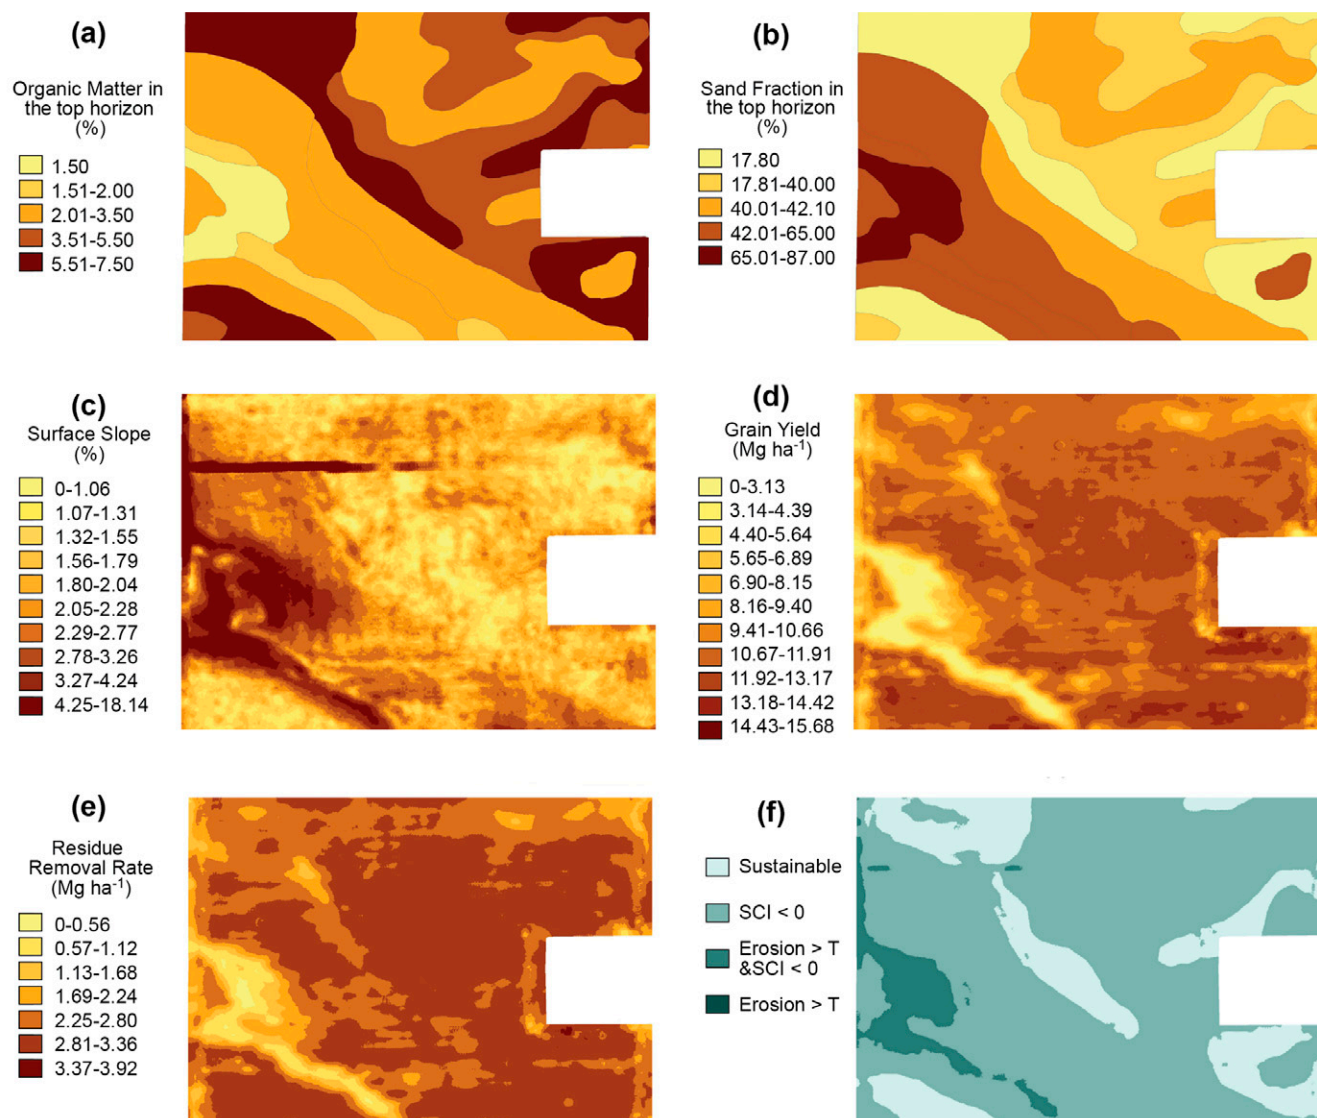 (a)
Organic Matter in
the top horizon
(%)
1.50
1.51-2.00
2.01-3.50
3.51-5.50
5.51-7.50
(b)
Sand Fraction in
the top horizon
(%)
17.80
17.81-40.00
40.01-42.10
42.01-65.00
65.01-87.00
(c)
Surface Slope
(%)
0-1.06
1.07-1.31
1.32-1.55
1.56-1.79
1.80-2.04
2.05-2.28
2.29-2.77
2.78-3.26
3.27-4.24
4.25-18.14
(d)
Grain Yield
(Mg ha⁻¹)
0-3.13
3.14-4.39
4.40-5.64
5.65-6.89
6.90-8.15
8.16-9.40
9.41-10.66
10.67-11.91
11.92-13.17
13.18-14.42
14.43-15.68
(e)
Residue
Removal Rate
(Mg ha⁻¹)
0-0.56
0.57-1.12
1.13-1.68
1.69-2.24
2.25-2.80
2.81-3.36
3.37-3.92
(f)
Sustainable
SCI < 0
Erosion > T
&SCI < 0
Erosion > T